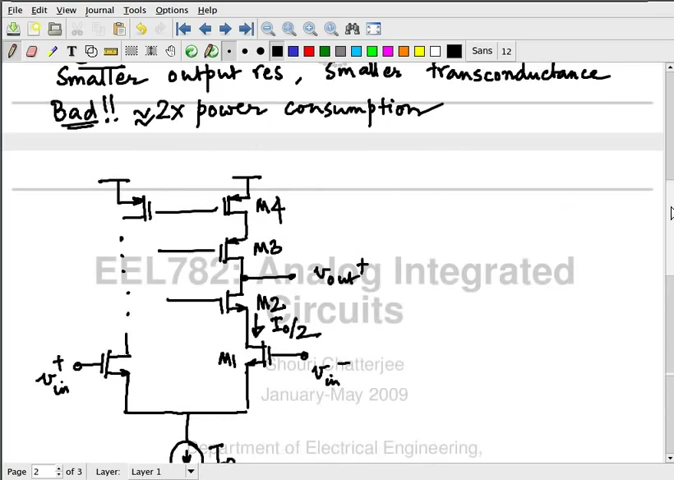 File Edit View Journal Tools Options Help
Sans 12
Smaller output res, Smaller transconductance
Bad!! ≈2x power consumption
M4
M3
vout+
M2
I0/2
M1
vin+
vin-
I0
EEL782: Analog Integrated
Circuits
Shouri Chatterjee
January-May 2009
Department of Electrical Engineering,
Page 2 of 3 Layer: Layer 1